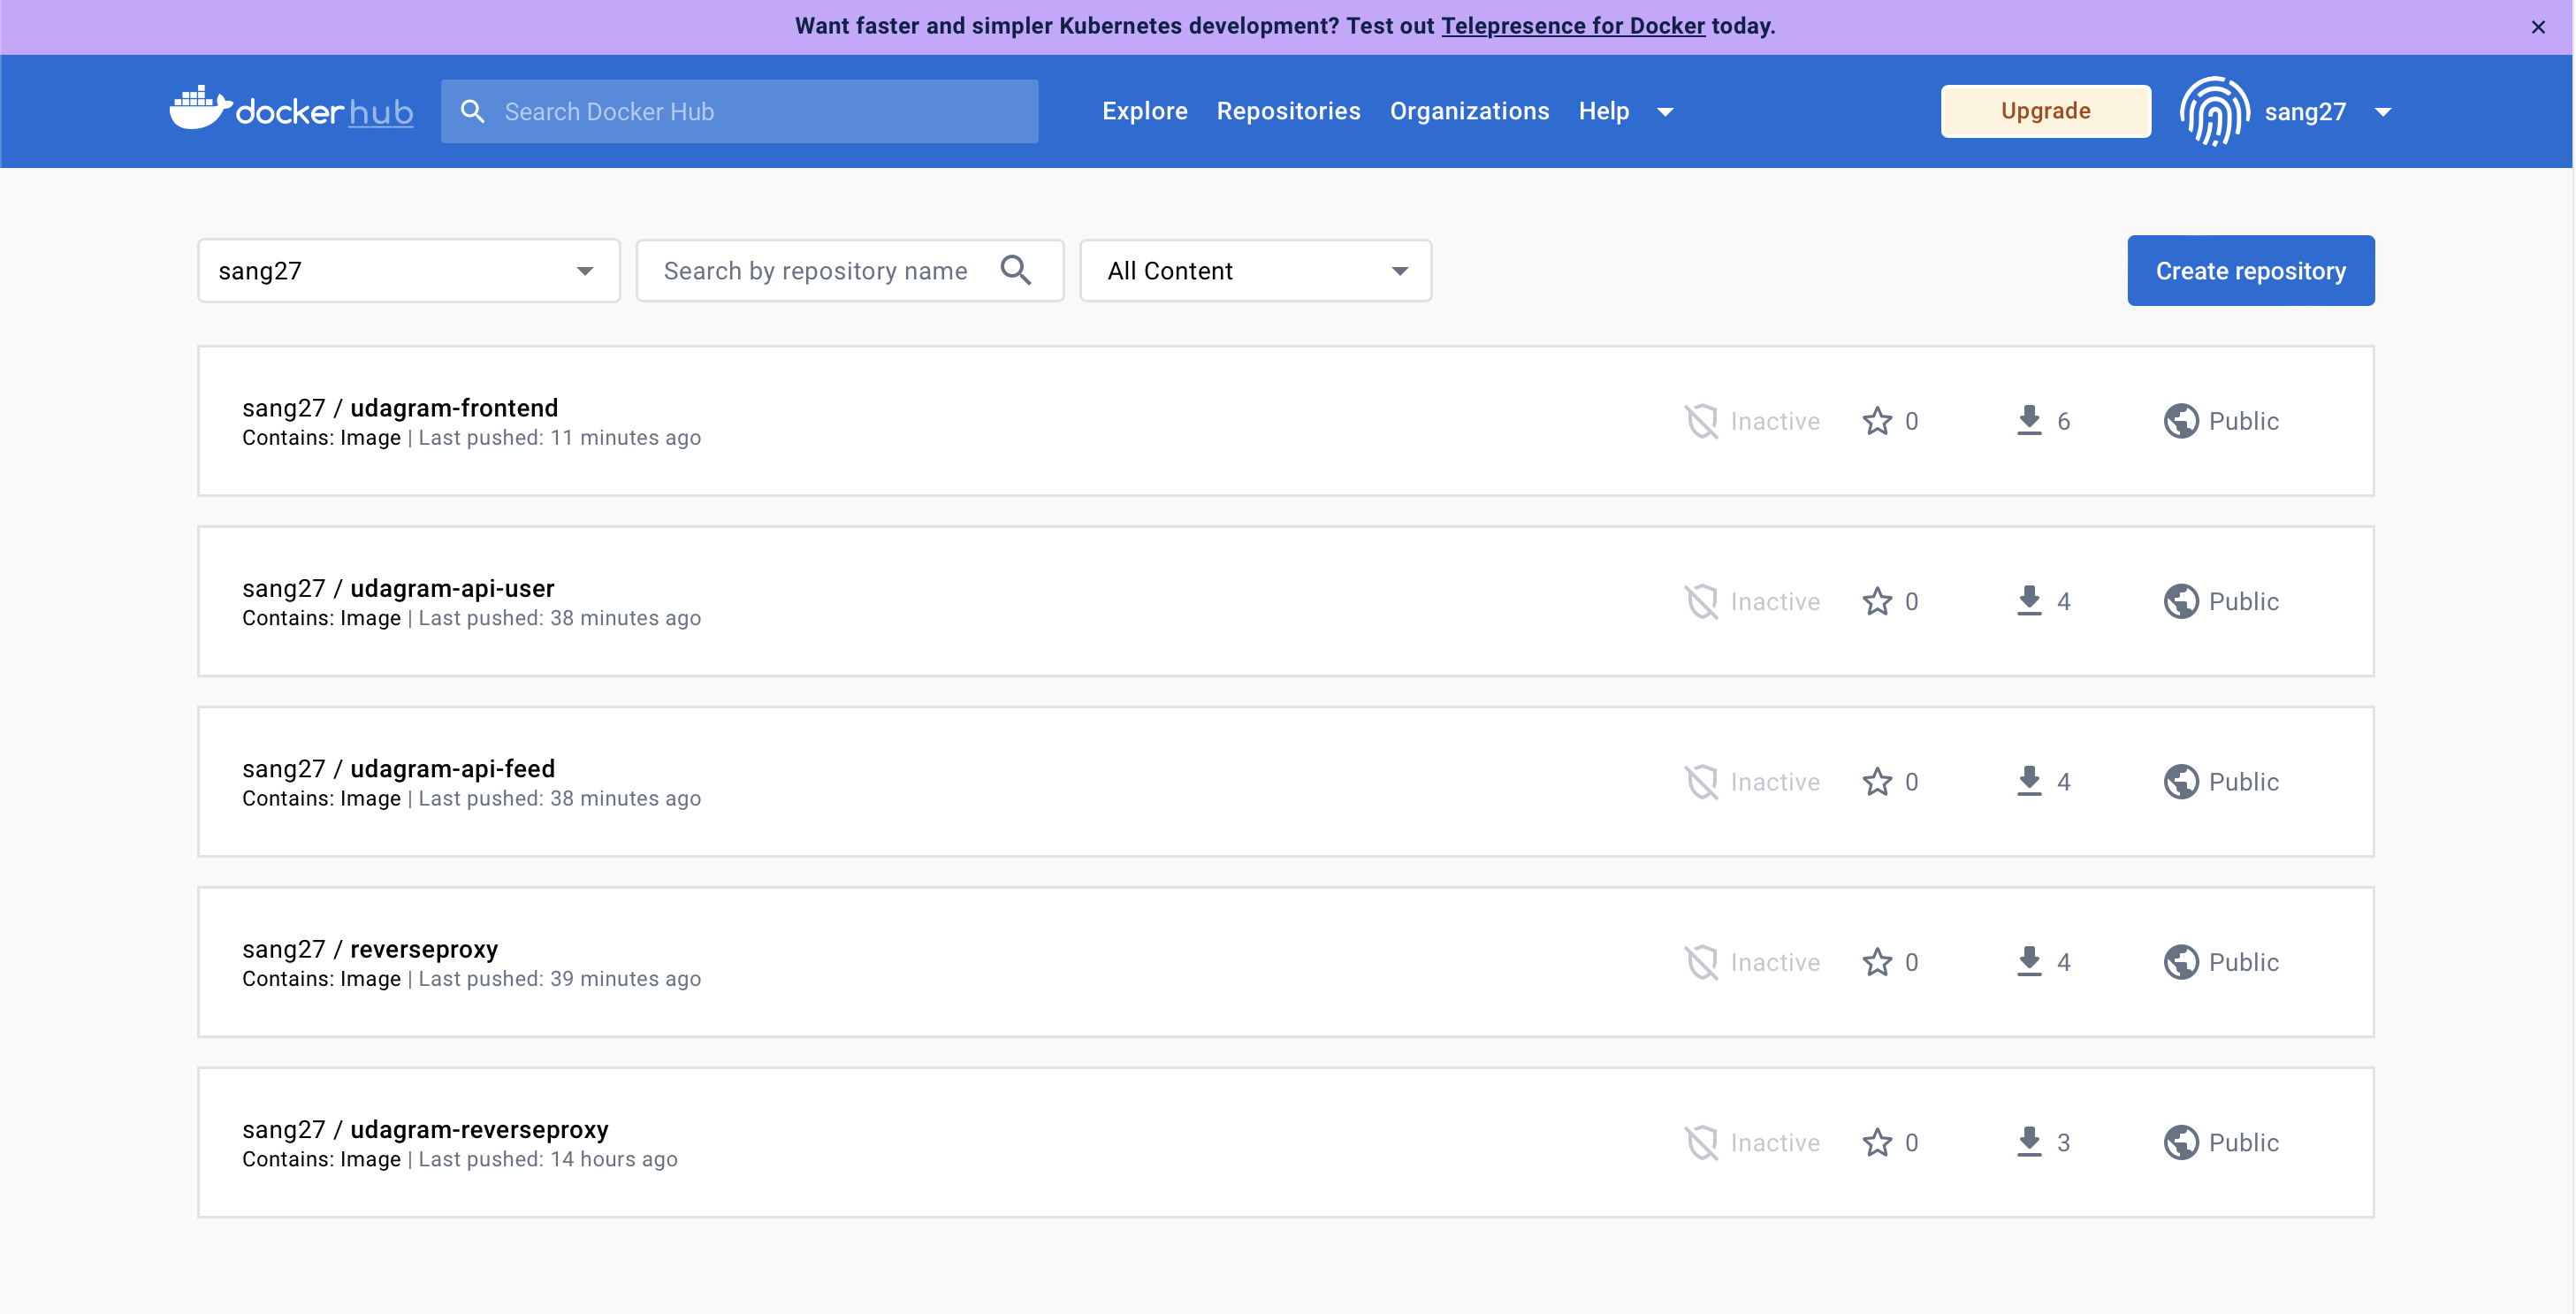 Want faster and simpler Kubernetes development? Test out Telepresence for Docker today. ×
docker hub Search Docker Hub Explore Repositories Organizations Help Upgrade sang27
sang27 Search by repository name All Content Create repository
sang27 / udagram-frontend
Contains: Image | Last pushed: 11 minutes ago
Inactive 0 6 Public
sang27 / udagram-api-user
Contains: Image | Last pushed: 38 minutes ago
Inactive 0 4 Public
sang27 / udagram-api-feed
Contains: Image | Last pushed: 38 minutes ago
Inactive 0 4 Public
sang27 / reverseproxy
Contains: Image | Last pushed: 39 minutes ago
Inactive 0 4 Public
sang27 / udagram-reverseproxy
Contains: Image | Last pushed: 14 hours ago
Inactive 0 3 Public